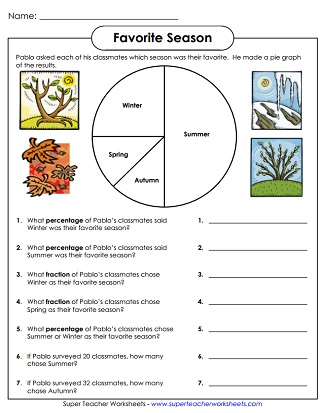 Name:
Favorite Season
Pablo asked each of his classmates which season was their favorite. He made a pie graph
of the results.
Winter
Summer
Spring
Autumn
1. What percentage of Pablo's classmates said
Winter was their favorite season?
1.
2. What percentage of Pablo's classmates said
Summer was their favorite season?
2.
3. What fraction of Pablo's classmates chose
Winter as their favorite season?
3.
4. What fraction of Pablo's classmates chose
Spring as their favorite season?
4.
5. What percentage of Pablo's classmates chose
Summer or Winter as their favorite season?
5.
6. If Pablo surveyed 20 classmates, how many
chose Summer?
6.
7. If Pablo surveyed 32 classmates, how many
chose Autumn?
7.
Super Teacher Worksheets - www.superteacherworksheets.com